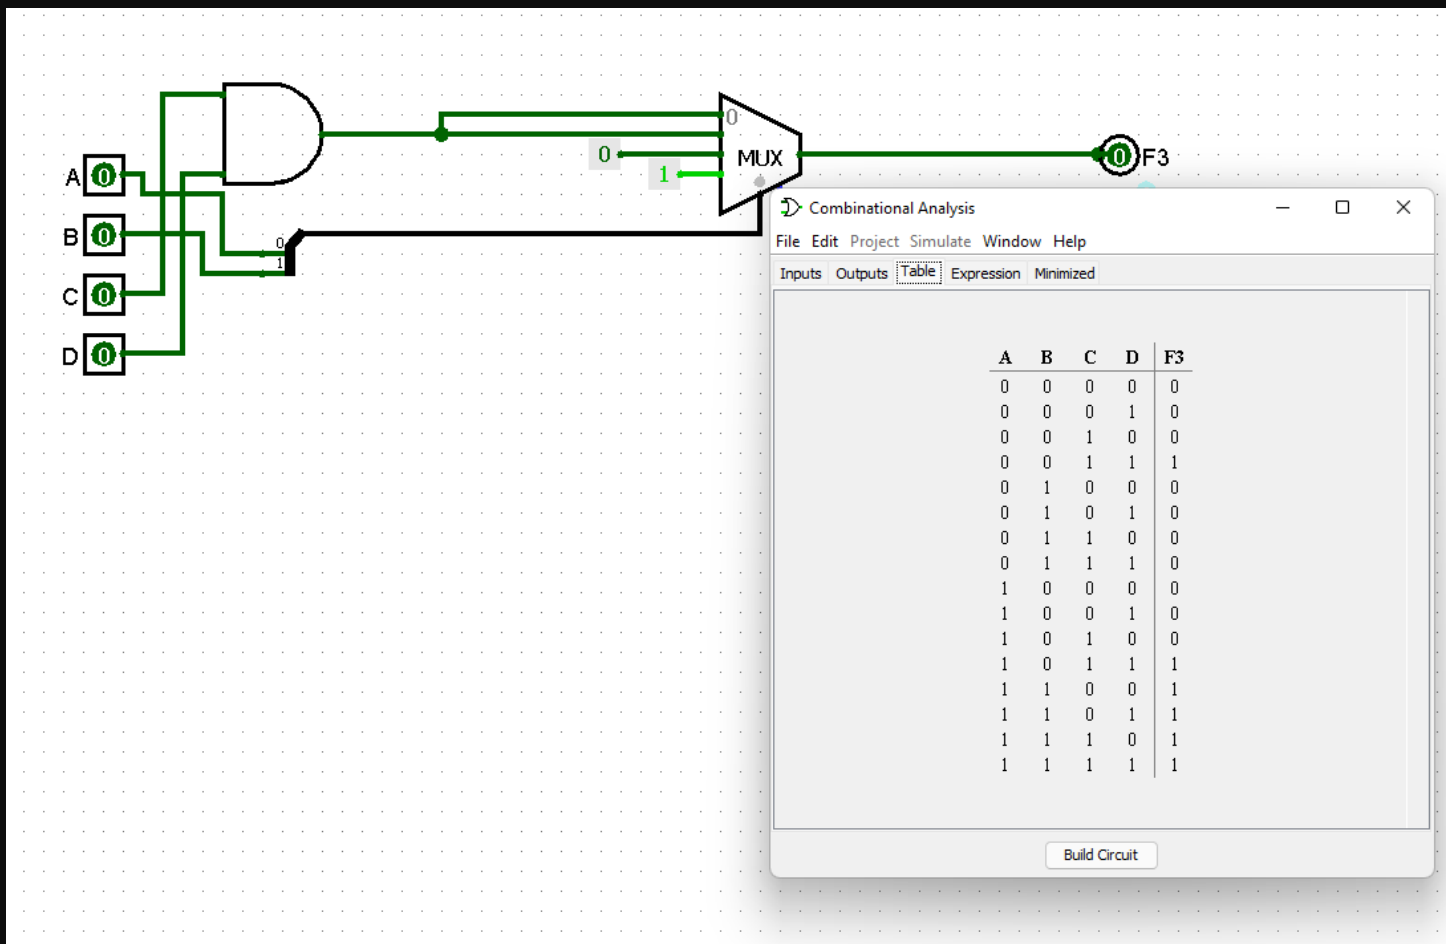 0
0
MUX
1
0
F3
A 0
B 0
0
1
C 0
D 0
Combinational Analysis
File Edit Project Simulate Window Help
Inputs Outputs Table Expression Minimized
A B C D F3
0 0 0 0 0
0 0 0 1 0
0 0 1 0 0
0 0 1 1 1
0 1 0 0 0
0 1 0 1 0
0 1 1 0 0
0 1 1 1 0
1 0 0 0 0
1 0 0 1 0
1 0 1 0 0
1 0 1 1 1
1 1 0 0 1
1 1 0 1 1
1 1 1 0 1
1 1 1 1 1
Build Circuit